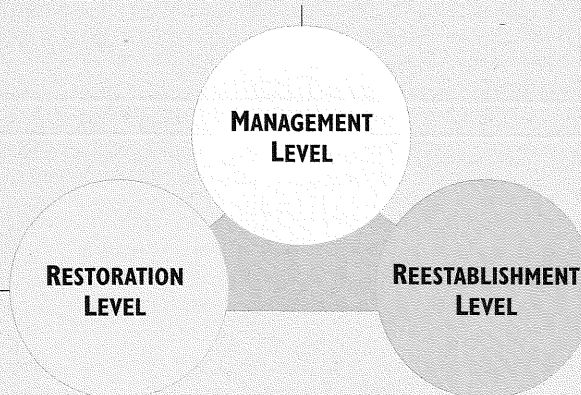 MANAGEMENT
LEVEL
RESTORATION
LEVEL
REESTABLISHMENT
LEVEL